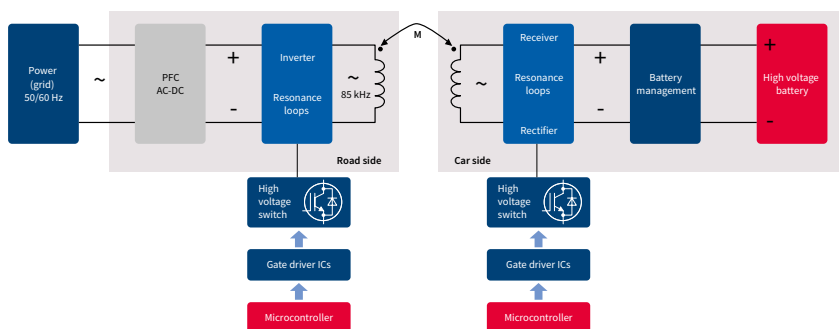 Power
(grid)
50/60 Hz
~
PFC
AC-DC
+
-
Inverter
Resonance
loops
~
85 kHz
M
Road side
Receiver
Resonance
loops
Rectifier
~
+
-
Battery
management
+
-
High voltage
battery
Car side
High
voltage
switch
Gate driver ICs
Microcontroller
High
voltage
switch
Gate driver ICs
Microcontroller